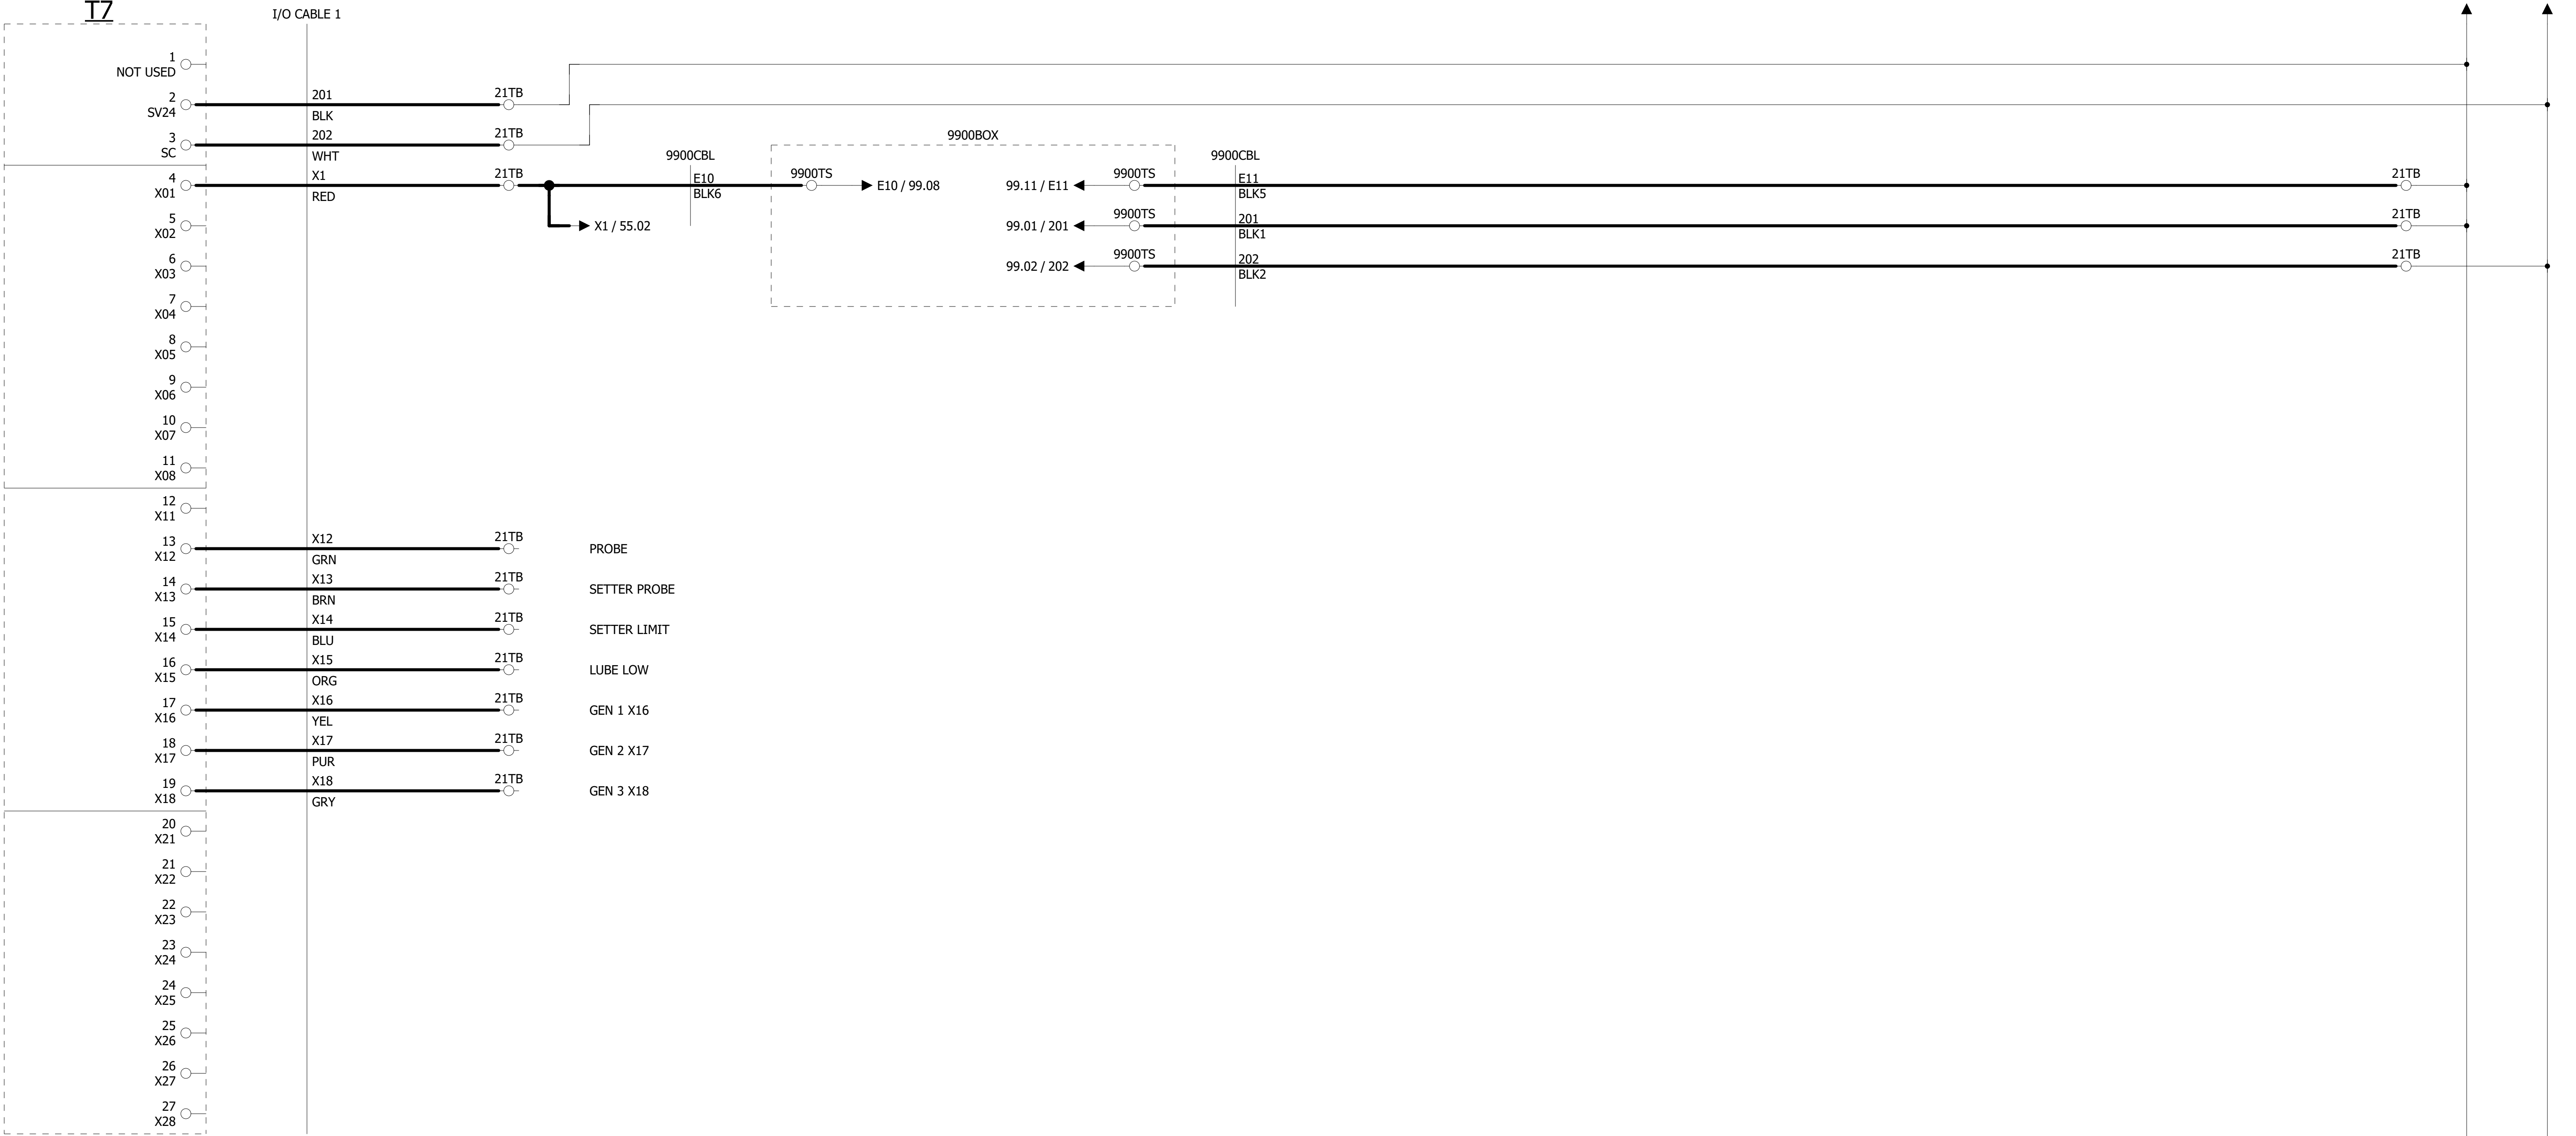 T7
I/O CABLE 1
1
NOT USED
2
SV24
201
BLK
21TB
3
SC
202
WHT
21TB
9900BOX
4
X01
X1
RED
21TB
9900CBL
E10
BLK6
9900TS
E10 / 99.08
99.11 / E11
9900TS
9900CBL
E11
BLK5
21TB
5
X02
X1 / 55.02
99.01 / 201
9900TS
201
BLK1
21TB
6
X03
99.02 / 202
9900TS
202
BLK2
21TB
7
X04
8
X05
9
X06
10
X07
11
X08
12
X11
13
X12
X12
GRN
21TB
PROBE
14
X13
X13
BRN
21TB
SETTER PROBE
15
X14
X14
BLU
21TB
SETTER LIMIT
16
X15
X15
ORG
21TB
LUBE LOW
17
X16
X16
YEL
21TB
GEN 1 X16
18
X17
X17
PUR
21TB
GEN 2 X17
19
X18
X18
GRY
21TB
GEN 3 X18
20
X21
21
X22
22
X23
23
X24
24
X25
25
X26
26
X27
27
X28